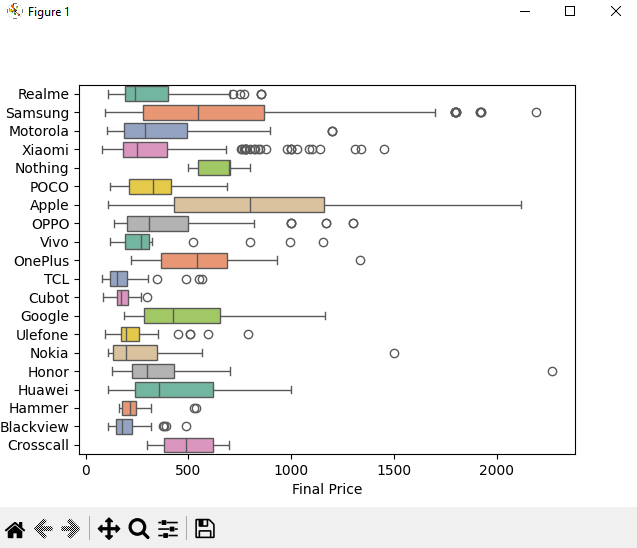 Figure 1
Realme
Samsung
Motorola
Xiaomi
Nothing
POCO
Apple
OPPO
Vivo
OnePlus
TCL
Cubot
Google
Ulefone
Nokia
Honor
Huawei
Hammer
Blackview
Crosscall
0 500 1000 1500 2000
Final Price